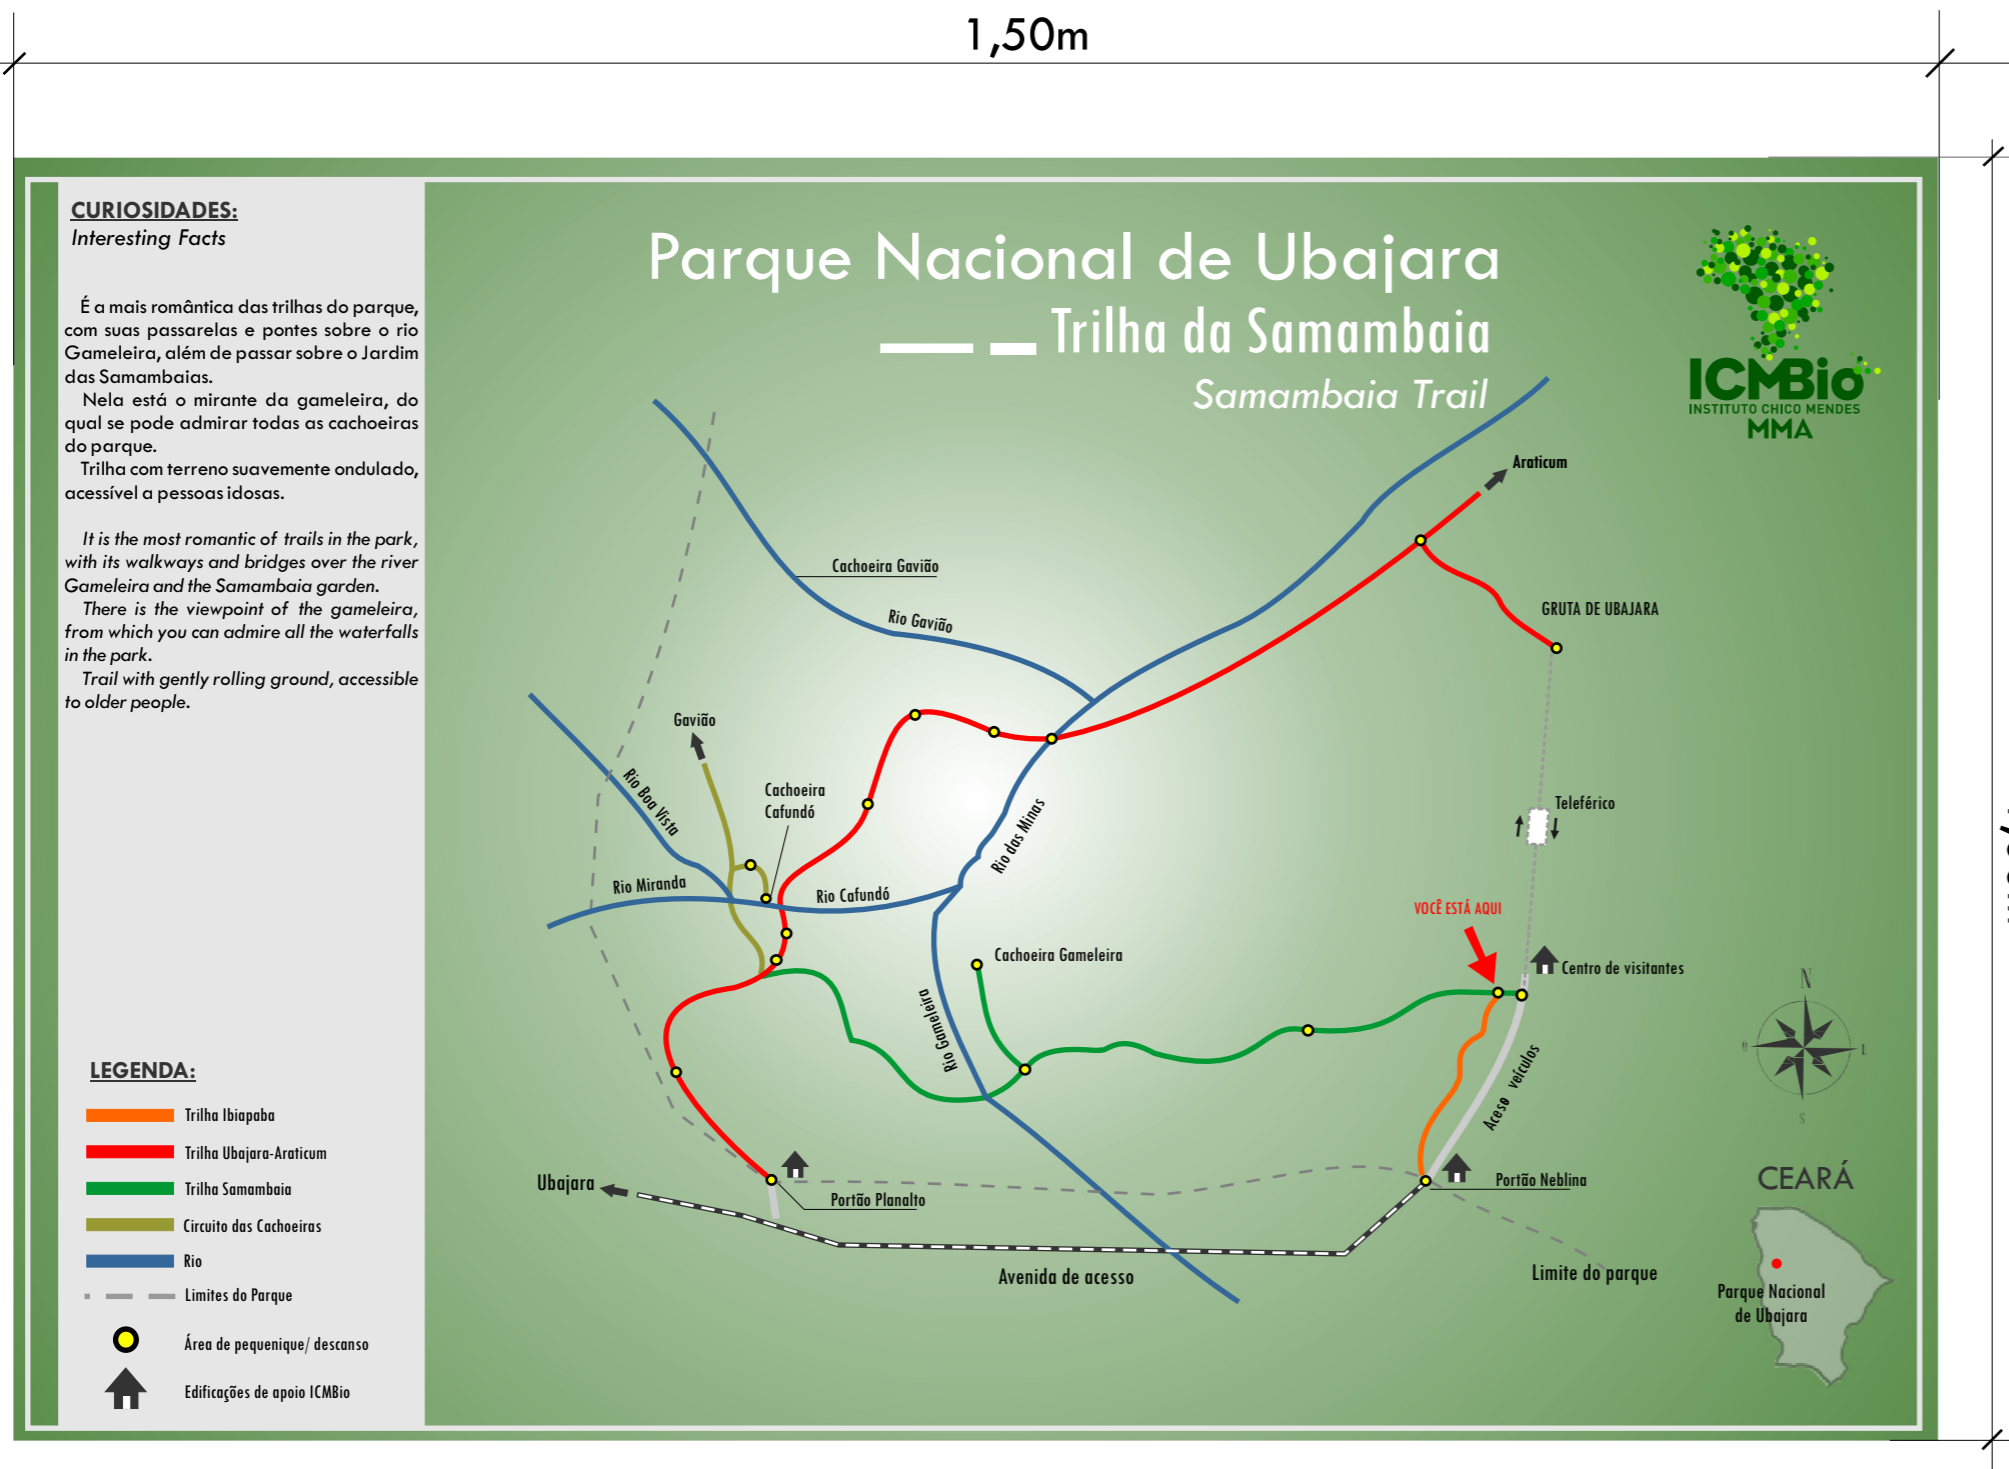 1,50m
CURIOSIDADES:
Interesting Facts
É a mais romântica das trilhas do parque,
com suas passarelas e pontes sobre o rio
Gameleira, além de passar sobre o Jardim
das Samambaias.
Nela está o mirante da gameleira, do
qual se pode admirar todas as cachoeiras
do parque.
Trilha com terreno suavemente ondulado,
acessível a pessoas idosas.
It is the most romantic of trails in the park,
with its walkways and bridges over the river
Gameleira and the Samambaia garden.
There is the viewpoint of the gameleira,
from which you can admire all the waterfalls
in the park.
Trail with gently rolling ground, accessible
to older people.
LEGENDA:
Trilha Ibiapaba
Trilha Ubajara-Araticum
Trilha Samambaia
Circuito das Cachoeiras
Rio
Limites do Parque
Área de pequenique/ descanso
Edificações de apoio ICMBio
Parque Nacional de Ubajara
Trilha da Samambaia
Samambaia Trail
ICMBio
INSTITUTO CHICO MENDES
MMA
Araticum
Cachoeira Gavião
Rio Gavião
GRUTA DE UBAJARA
Gavião
Rio Boa Vista
Cachoeira
Cafundó
Teleférico
Rio das Minas
Rio Miranda
Rio Cafundó
VOCÊ ESTÁ AQUI
Cachoeira Gameleira
Centro de visitantes
Rio Gameleira
Aceso veículos
N
O
L
S
Ubajara
Portão Planalto
Portão Neblina
Avenida de acesso
Limite do parque
CEARÁ
Parque Nacional
de Ubajara